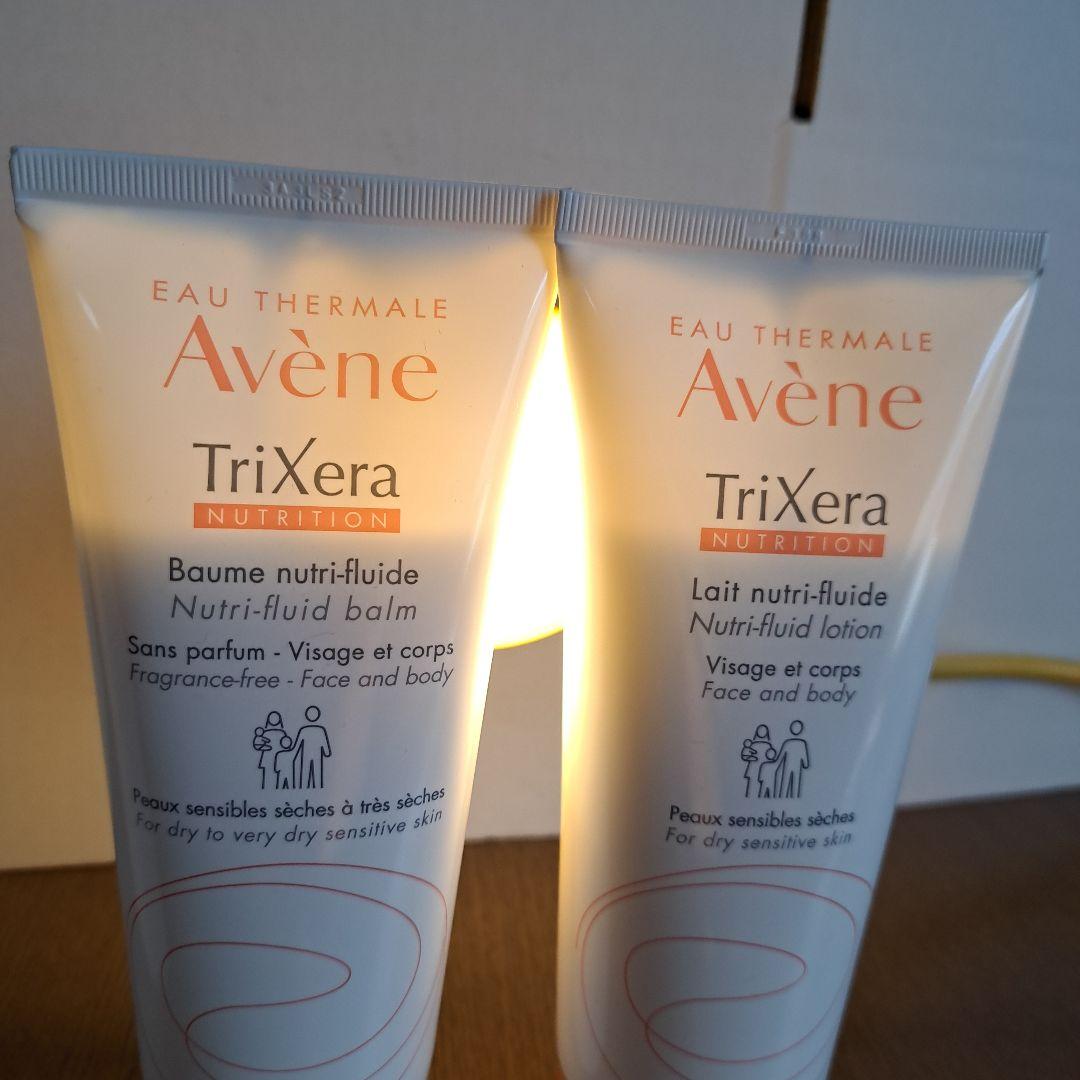 EAU THERMALE
Avène
TriXera
NUTRITION
Baume nutri-fluide
Nutri-fluid balm
Sans parfum - Visage et corps
Fragrance-free - Face and body
Peaux sensibles sèches à très sèches
For dry to very dry sensitive skin
EAU THERMALE
Avène
TriXera
NUTRITION
Lait nutri-fluide
Nutri-fluid lotion
Visage et corps
Face and body
Peaux sensibles sèches
For dry sensitive skin